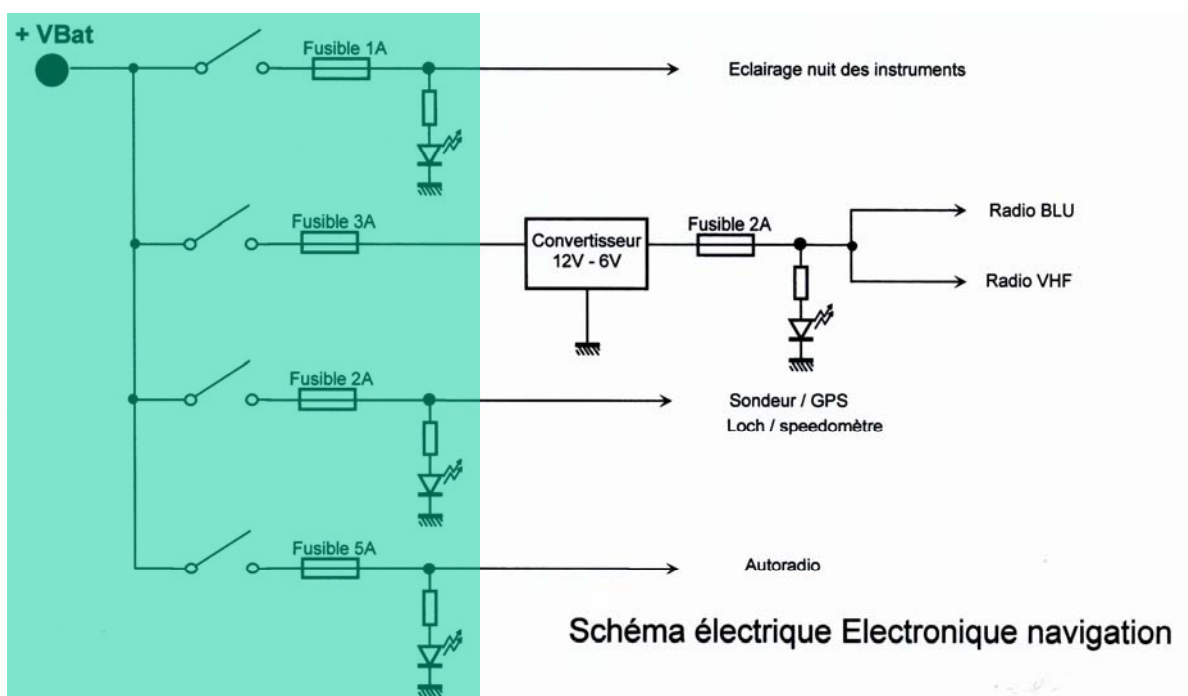 + VBat
Fusible 1A
Eclairage nuit des instruments
Fusible 3A
Convertisseur
12V - 6V
Fusible 2A
Radio BLU
Radio VHF
Fusible 2A
Sondeur / GPS
Loch / speedomètre
Fusible 5A
Autoradio
Schéma électrique Electronique navigation